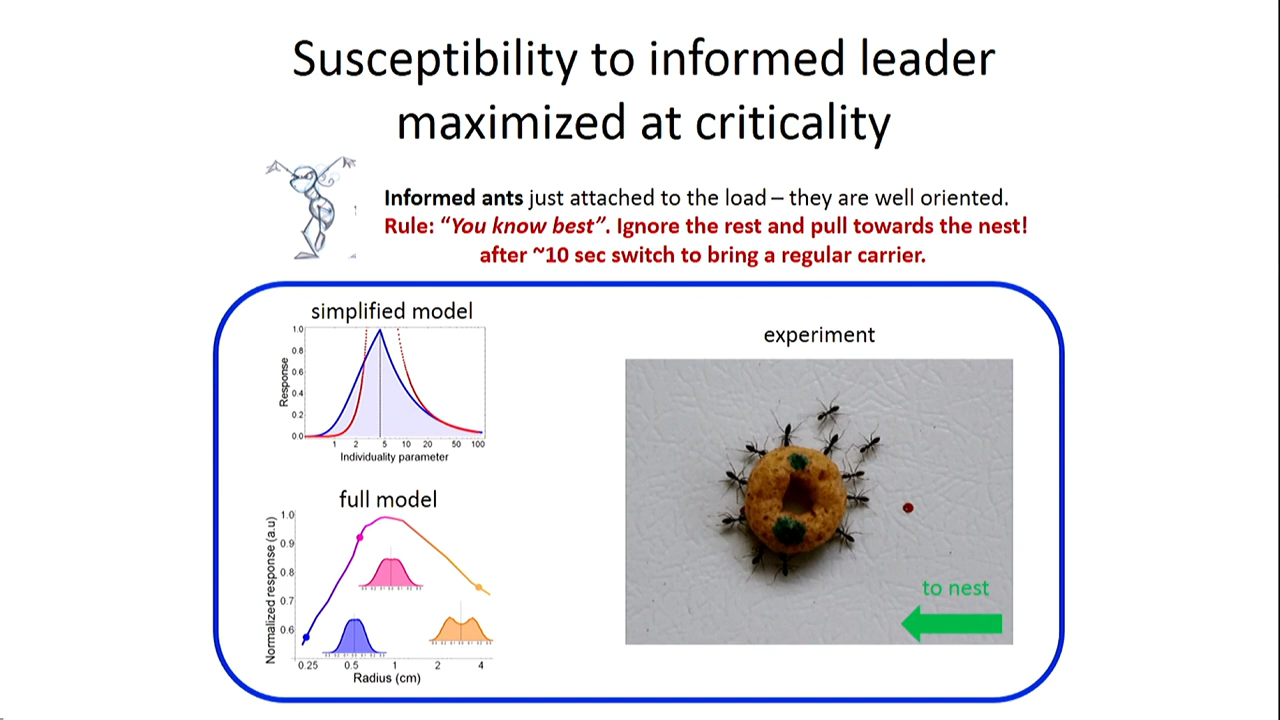 Susceptibility to informed leader
maximized at criticality
Informed ants just attached to the load – they are well oriented.
Rule: “You know best”. Ignore the rest and pull towards the nest!
after ~10 sec switch to bring a regular carrier.
simplified model
1.0
0.8
0.6
0.4
0.2
0.0
Response
1 2 5 10 20 50 100
Individuality parameter
full model
1.0
0.9
0.8
0.7
0.6
Normalized response (a.u)
0.25 0.5 1 2 4
Radius (cm)
experiment
to nest